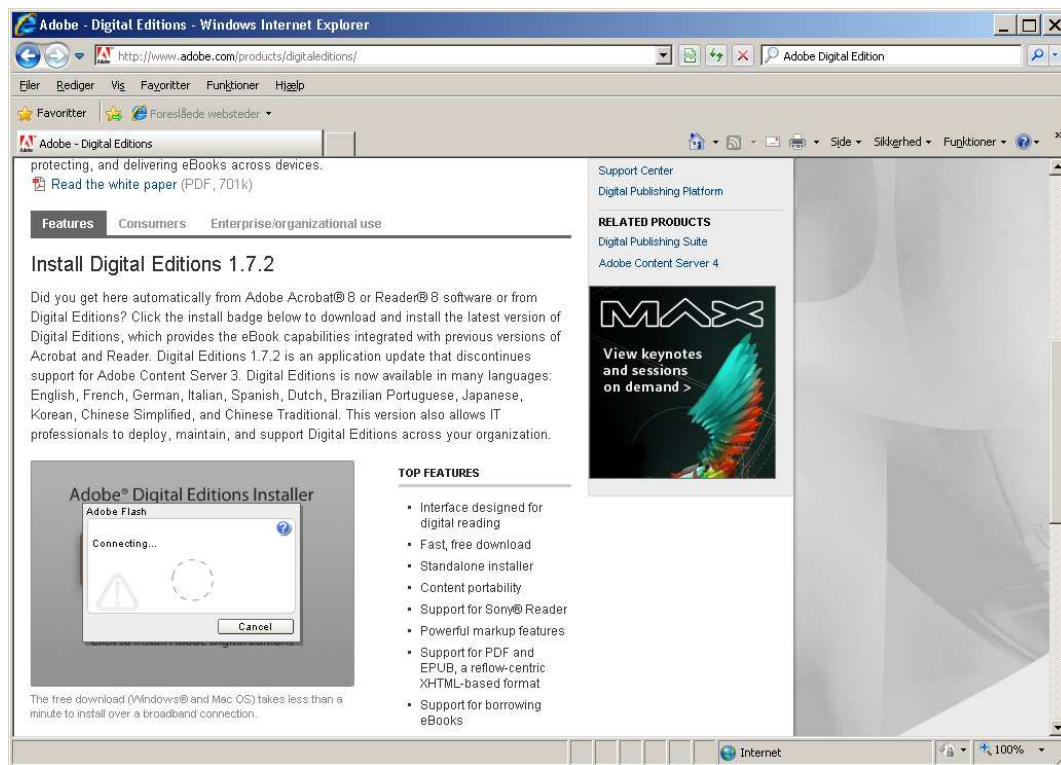 Adobe - Digital Editions - Windows Internet Explorer
http://www.adobe.com/products/digitaleditions/
Adobe Digital Edition
Filer Rediger Vis Favoritter Funktioner Hjælp
Favoritter Foreslåede websteder
Adobe - Digital Editions
Side Sikkerhed Funktioner
protecting, and delivering eBooks across devices.
Read the white paper (PDF, 701k)
Features Consumers Enterprise/organizational use
Install Digital Editions 1.7.2
Did you get here automatically from Adobe Acrobat® 8 or Reader® 8 software or from
Digital Editions? Click the install badge below to download and install the latest version of
Digital Editions, which provides the eBook capabilities integrated with previous versions of
Acrobat and Reader. Digital Editions 1.7.2 is an application update that discontinues
support for Adobe Content Server 3. Digital Editions is now available in many languages:
English, French, German, Italian, Spanish, Dutch, Brazilian Portuguese, Japanese,
Korean, Chinese Simplified, and Chinese Traditional. This version also allows IT
professionals to deploy, maintain, and support Digital Editions across your organization.
Adobe® Digital Editions Installer
Adobe Flash
Connecting...
Cancel
Click to Install Adobe Digital Editions
The free download (Windows® and Mac OS) takes less than a
minute to install over a broadband connection.
TOP FEATURES
▪ Interface designed for
digital reading
▪ Fast, free download
▪ Standalone installer
▪ Content portability
▪ Support for Sony® Reader
▪ Powerful markup features
▪ Support for PDF and
EPUB, a reflow-centric
XHTML-based format
▪ Support for borrowing
eBooks
Support Center
Digital Publishing Platform
RELATED PRODUCTS
Digital Publishing Suite
Adobe Content Server 4
MAX
View keynotes
and sessions
on demand >
Internet
100%